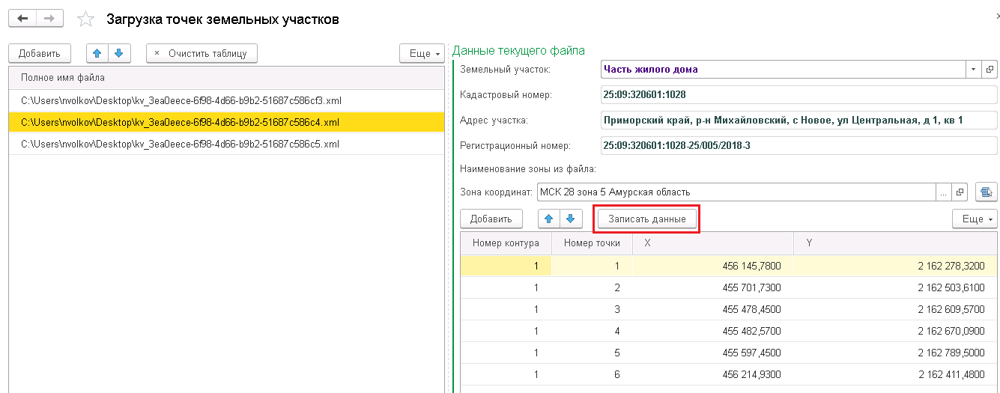 Загрузка точек земельных участков
Добавить
× Очистить таблицу
Еще
Полное имя файла
C:\Users\nvolkov\Desktop\kv_3ea0eece-6f98-4d66-b9b2-51687c586cf3.xml
C:\Users\nvolkov\Desktop\kv_3ea0eece-6f98-4d66-b9b2-51687c586c4.xml
C:\Users\nvolkov\Desktop\kv_3ea0eece-6f98-4d66-b9b2-51687c586c5.xml
Данные текущего файла
Земельный участок: Часть жилого дома
Кадастровый номер: 25:09:320601:1028
Адрес участка: Приморский край, р-н Михайловский, с Новое, ул Центральная, д 1, кв 1
Регистрационный номер: 25:09:320601:1028-25/005/2018-3
Наименование зоны из файла:
Зона координат: МСК 28 зона 5 Амурская область ...
Добавить Записать данные Еще
Номер контура Номер точки X Y
1 1 456 145,7800 2 162 278,3200
1 2 455 701,7300 2 162 503,6100
1 3 455 478,4500 2 162 609,5700
1 4 455 482,5700 2 162 670,0900
1 5 455 597,4500 2 162 789,5000
1 6 456 214,9300 2 162 411,4800